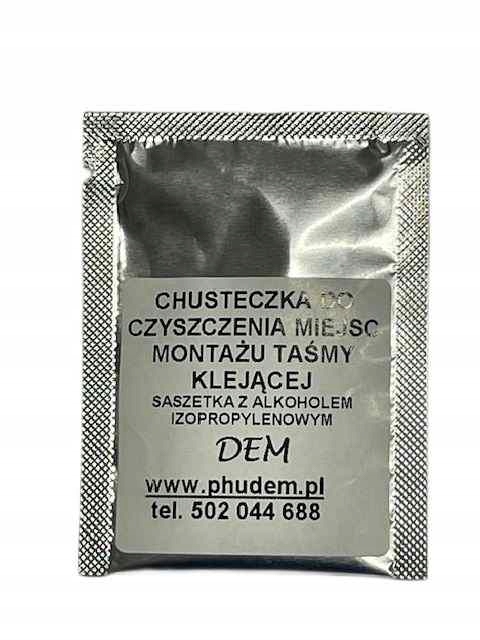 CHUSTECZKA DO
CZYSZCZENIA MIEJSC
MONTAŻU TAŚMY
KLEJĄCEJ
SASZETKA Z ALKOHOLEM
IZOPROPYLENOWYM
DEM
www.phudem.pl
tel. 502 044 688